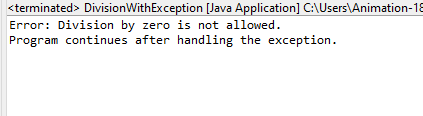 <terminated> DivisionWithException [Java Application] C:\Users\Animation-18
Error: Division by zero is not allowed.
Program continues after handling the exception.